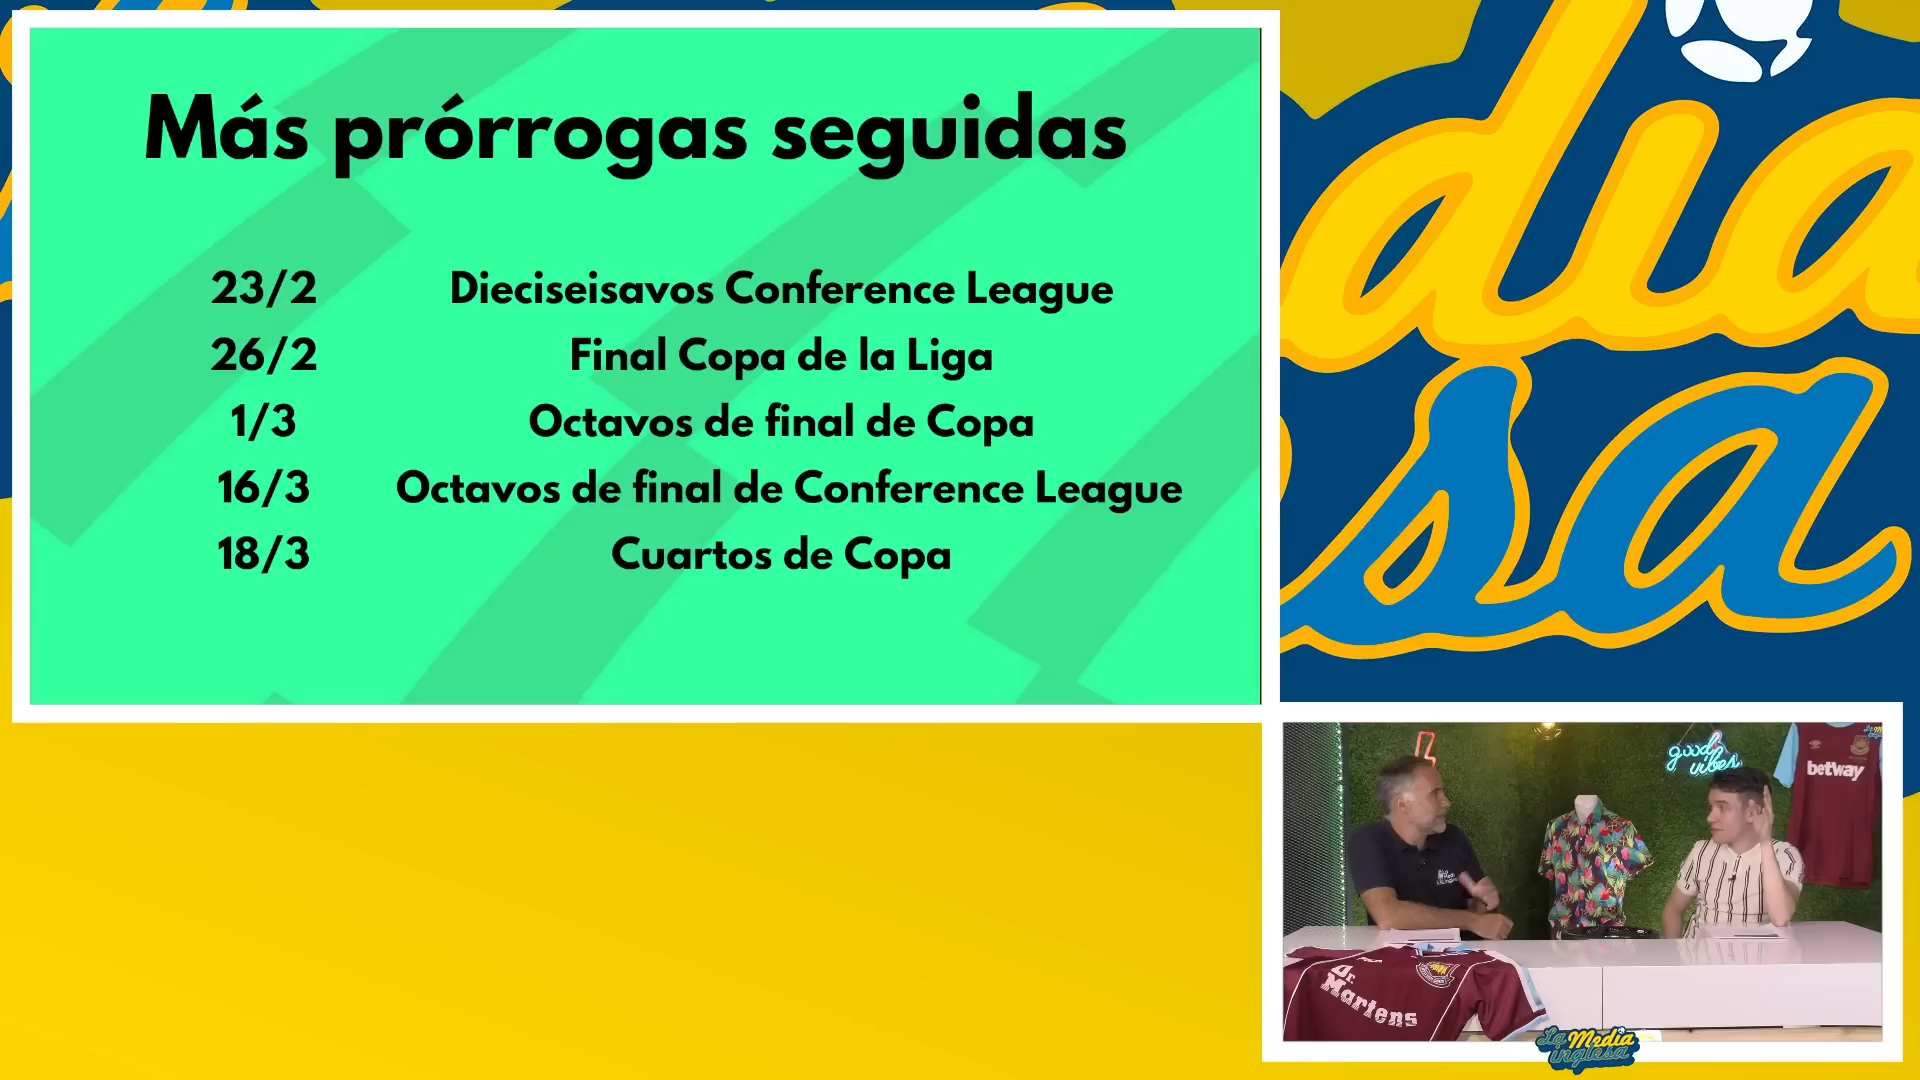 Más prórrogas seguidas
23/2 Dieciseisavos Conference League
26/2 Final Copa de la Liga
1/3 Octavos de final de Copa
16/3 Octavos de final de Conference League
18/3 Cuartos de Copa
dia
sa
good
vibes
betway
Dr.
Martens
La Media
inglesa